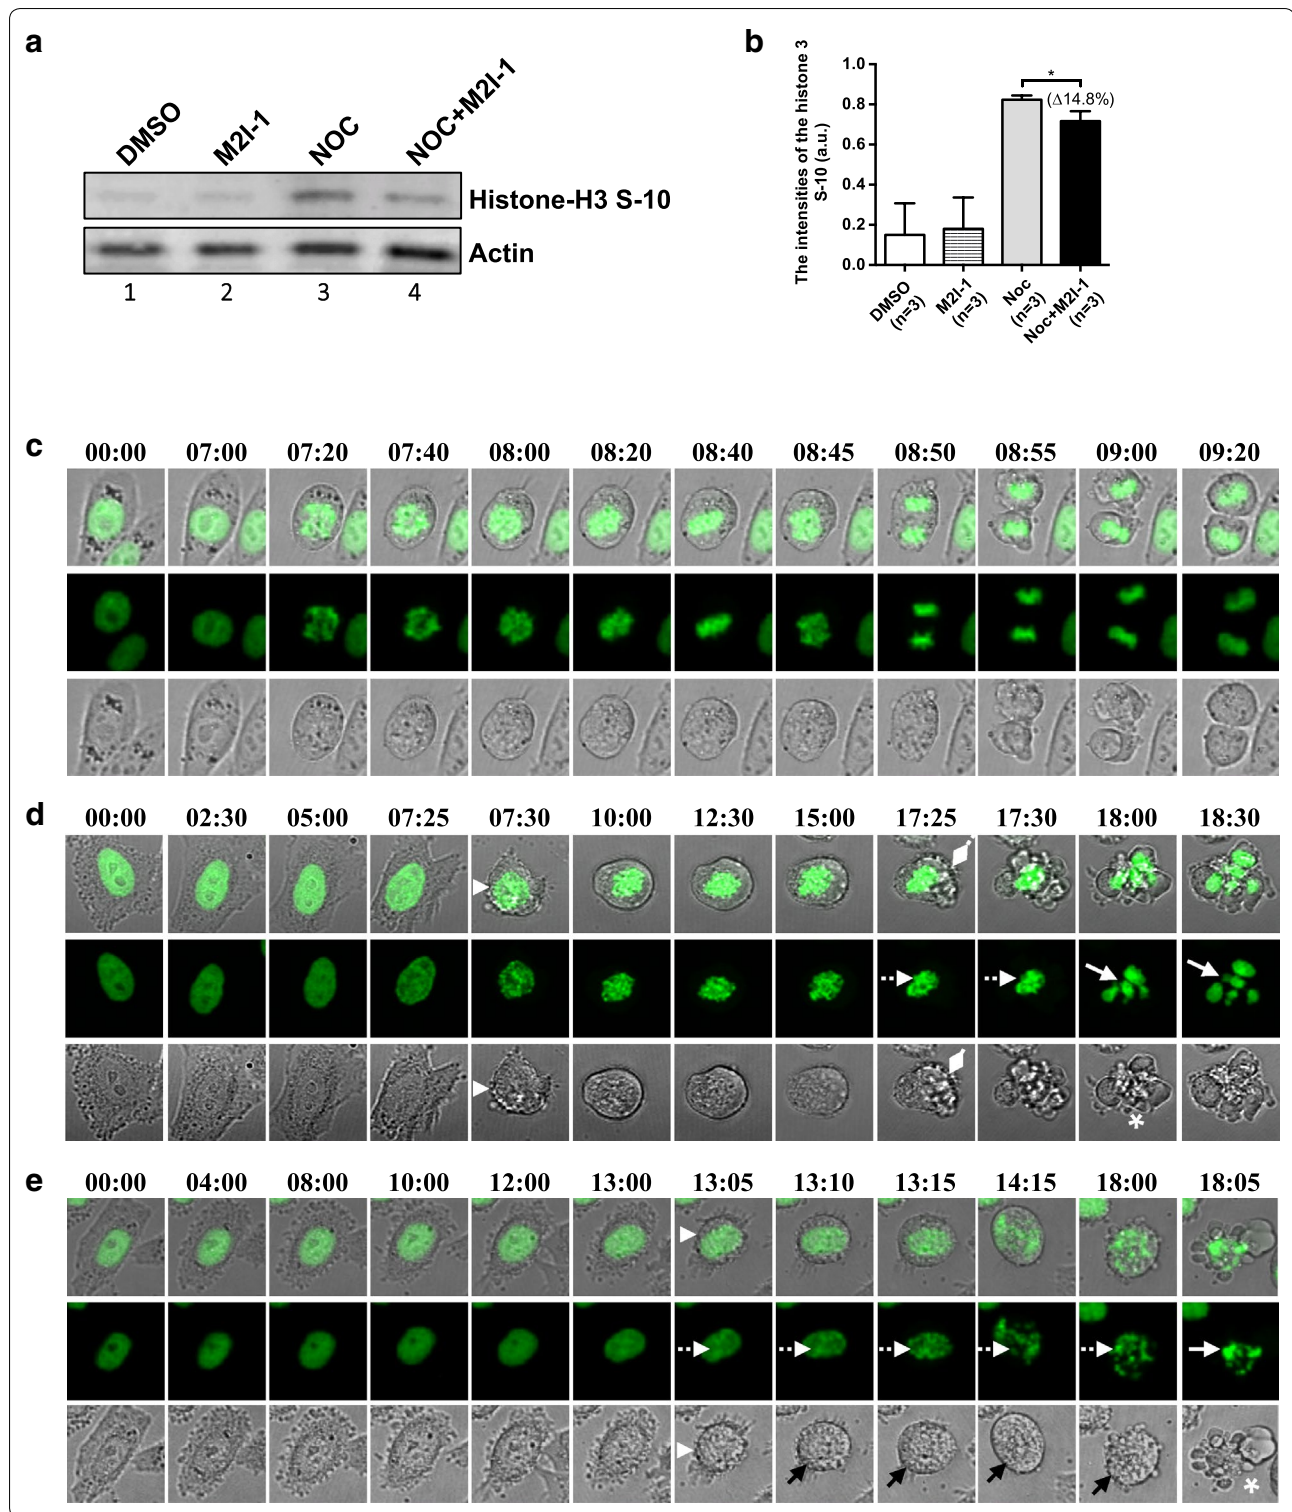 a
DMSO
M2I-1
NOC
NOC+M2I-1
Histone-H3 S-10
Actin
1 2 3 4
b
The intensities of the histone 3
S-10 (a.u.)
1.0
0.8
0.6
0.4
0.2
0.0
*
(Δ14.8%)
DMSO
(n=3)
M2I-1
(n=3)
Noc
(n=3)
Noc+M2I-1
(n=3)
c
00:00 07:00 07:20 07:40 08:00 08:20 08:40 08:45 08:50 08:55 09:00 09:20
d
00:00 02:30 05:00 07:25 07:30 10:00 12:30 15:00 17:25 17:30 18:00 18:30
*
e
00:00 04:00 08:00 10:00 12:00 13:00 13:05 13:10 13:15 14:15 18:00 18:05
*